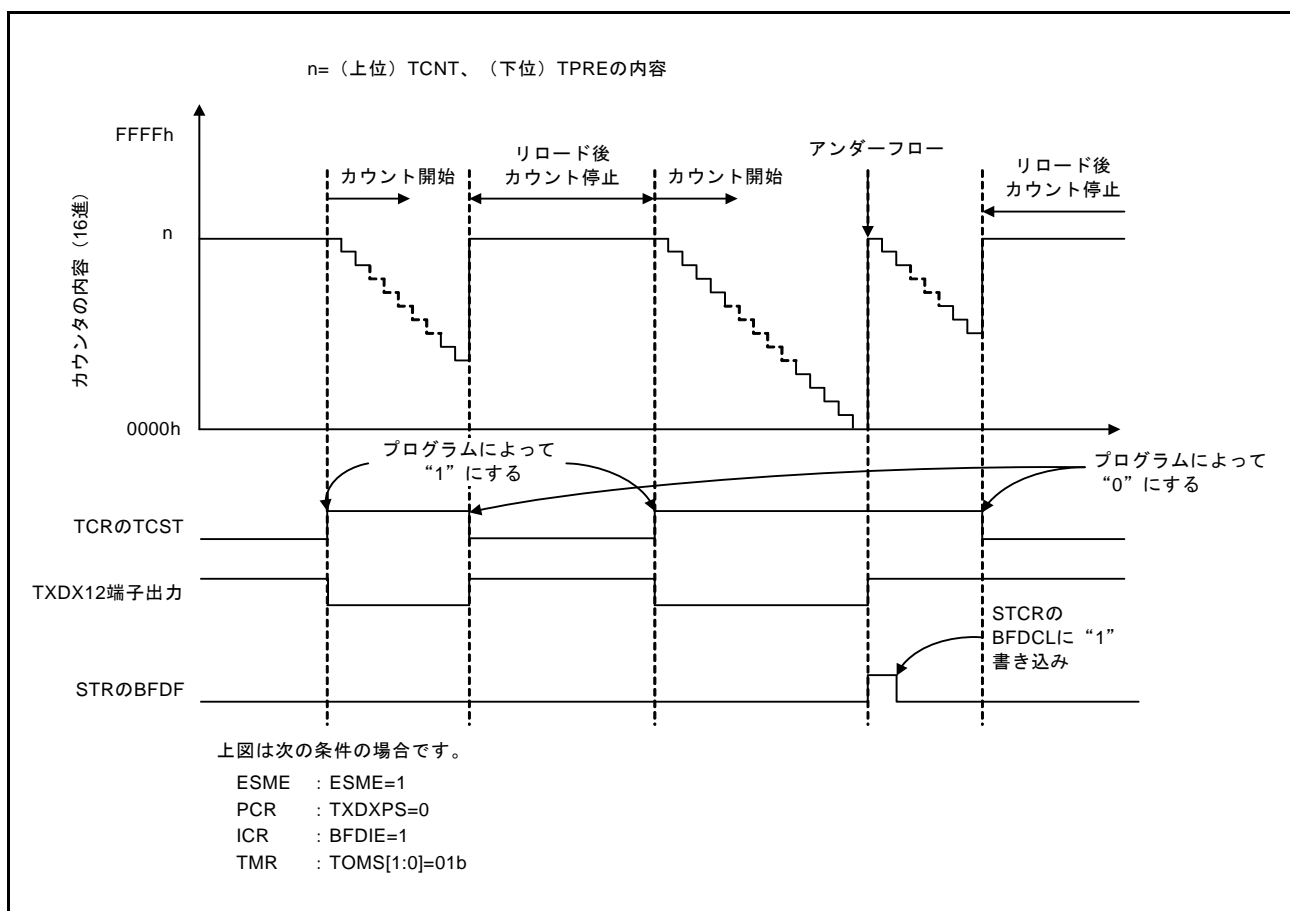 n=（上位）TCNT、（下位）TPREの内容
FFFFh
アンダーフロー
カウント開始
リロード後
カウント停止
カウント開始
リロード後
カウント停止
n
カウンタの内容（16進）
0000h
プログラムによって
“1”にする
プログラムによって
“0”にする
TCRのTCST
TXDX12端子出力
STCRの
BFDCLに“1”
書き込み
STRのBFDF
上図は次の条件の場合です。
ESME : ESME=1
PCR : TXDXPS=0
ICR : BFDIE=1
TMR : TOMS[1:0]=01b